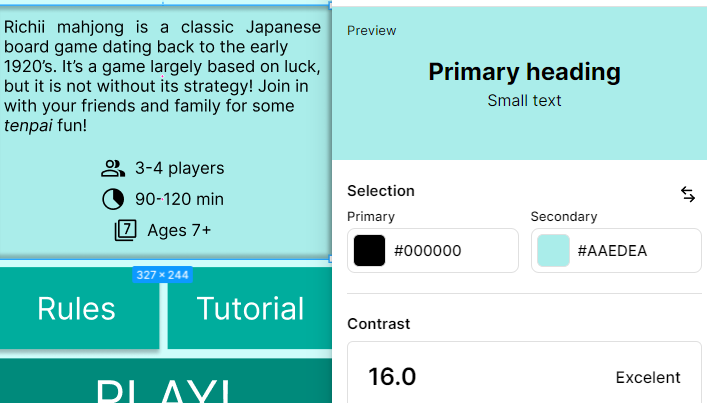 Richii mahjong is a classic Japanese
board game dating back to the early
1920's. It's a game largely based on luck,
but it is not without its strategy! Join in
with your friends and family for some
tenpai fun!
3-4 players
90-120 min
7 Ages 7+
327 × 244
Rules
Tutorial
PLAY!
Preview
Primary heading
Small text
Selection
Primary
Secondary
#000000
#AAEDEA
Contrast
16.0
Excelent